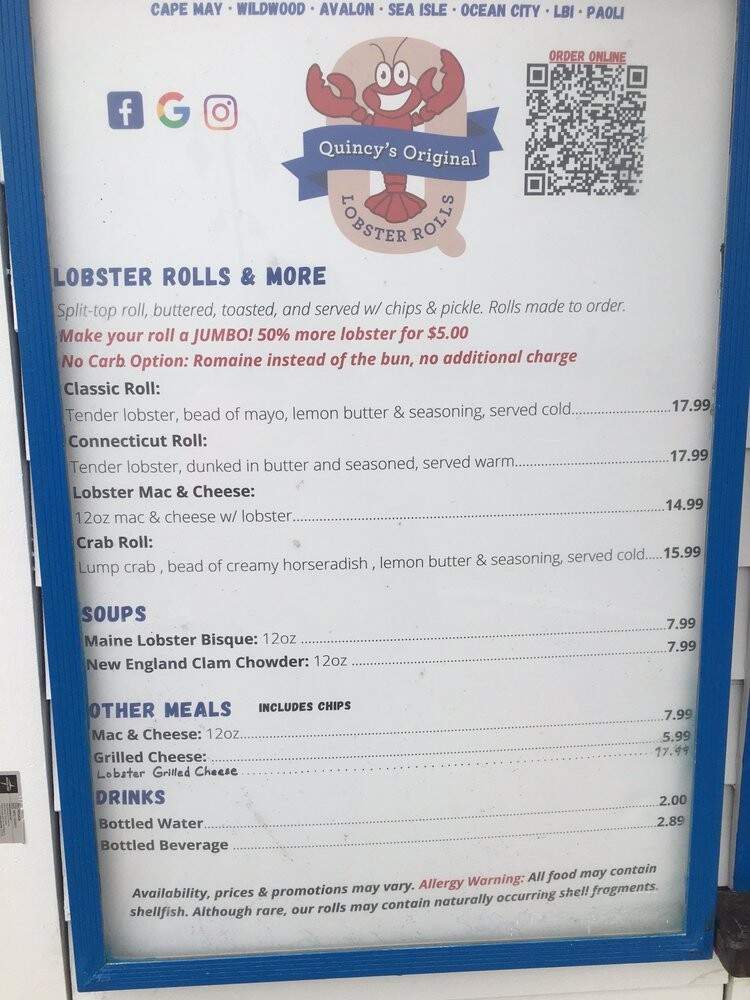 CAPE MAY · WILDWOOD · AVALON · SEA ISLE · OCEAN CITY · LBI · PAOLI
ORDER ONLINE
Quincy's Original
LOBSTER ROLLS
LOBSTER ROLLS & MORE
Split-top roll, buttered, toasted, and served w/ chips & pickle. Rolls made to order.
Make your roll a JUMBO! 50% more lobster for $5.00
No Carb Option: Romaine instead of the bun, no additional charge
Classic Roll:
Tender lobster, bead of mayo, lemon butter & seasoning, served cold 17.99
Connecticut Roll:
Tender lobster, dunked in butter and seasoned, served warm 17.99
Lobster Mac & Cheese:
12oz mac & cheese w/ lobster 14.99
Crab Roll:
Lump crab , bead of creamy horseradish , lemon butter & seasoning, served cold 15.99
SOUPS
Maine Lobster Bisque: 12oz 7.99
New England Clam Chowder: 12oz 7.99
OTHER MEALS INCLUDES CHIPS
Mac & Cheese: 12oz 7.99
Grilled Cheese: 5.99
Lobster Grilled Cheese 17.99
DRINKS
Bottled Water 2.00
Bottled Beverage 2.89
Availability, prices & promotions may vary. Allergy Warning: All food may contain
shellfish. Although rare, our rolls may contain naturally occurring shell fragments.